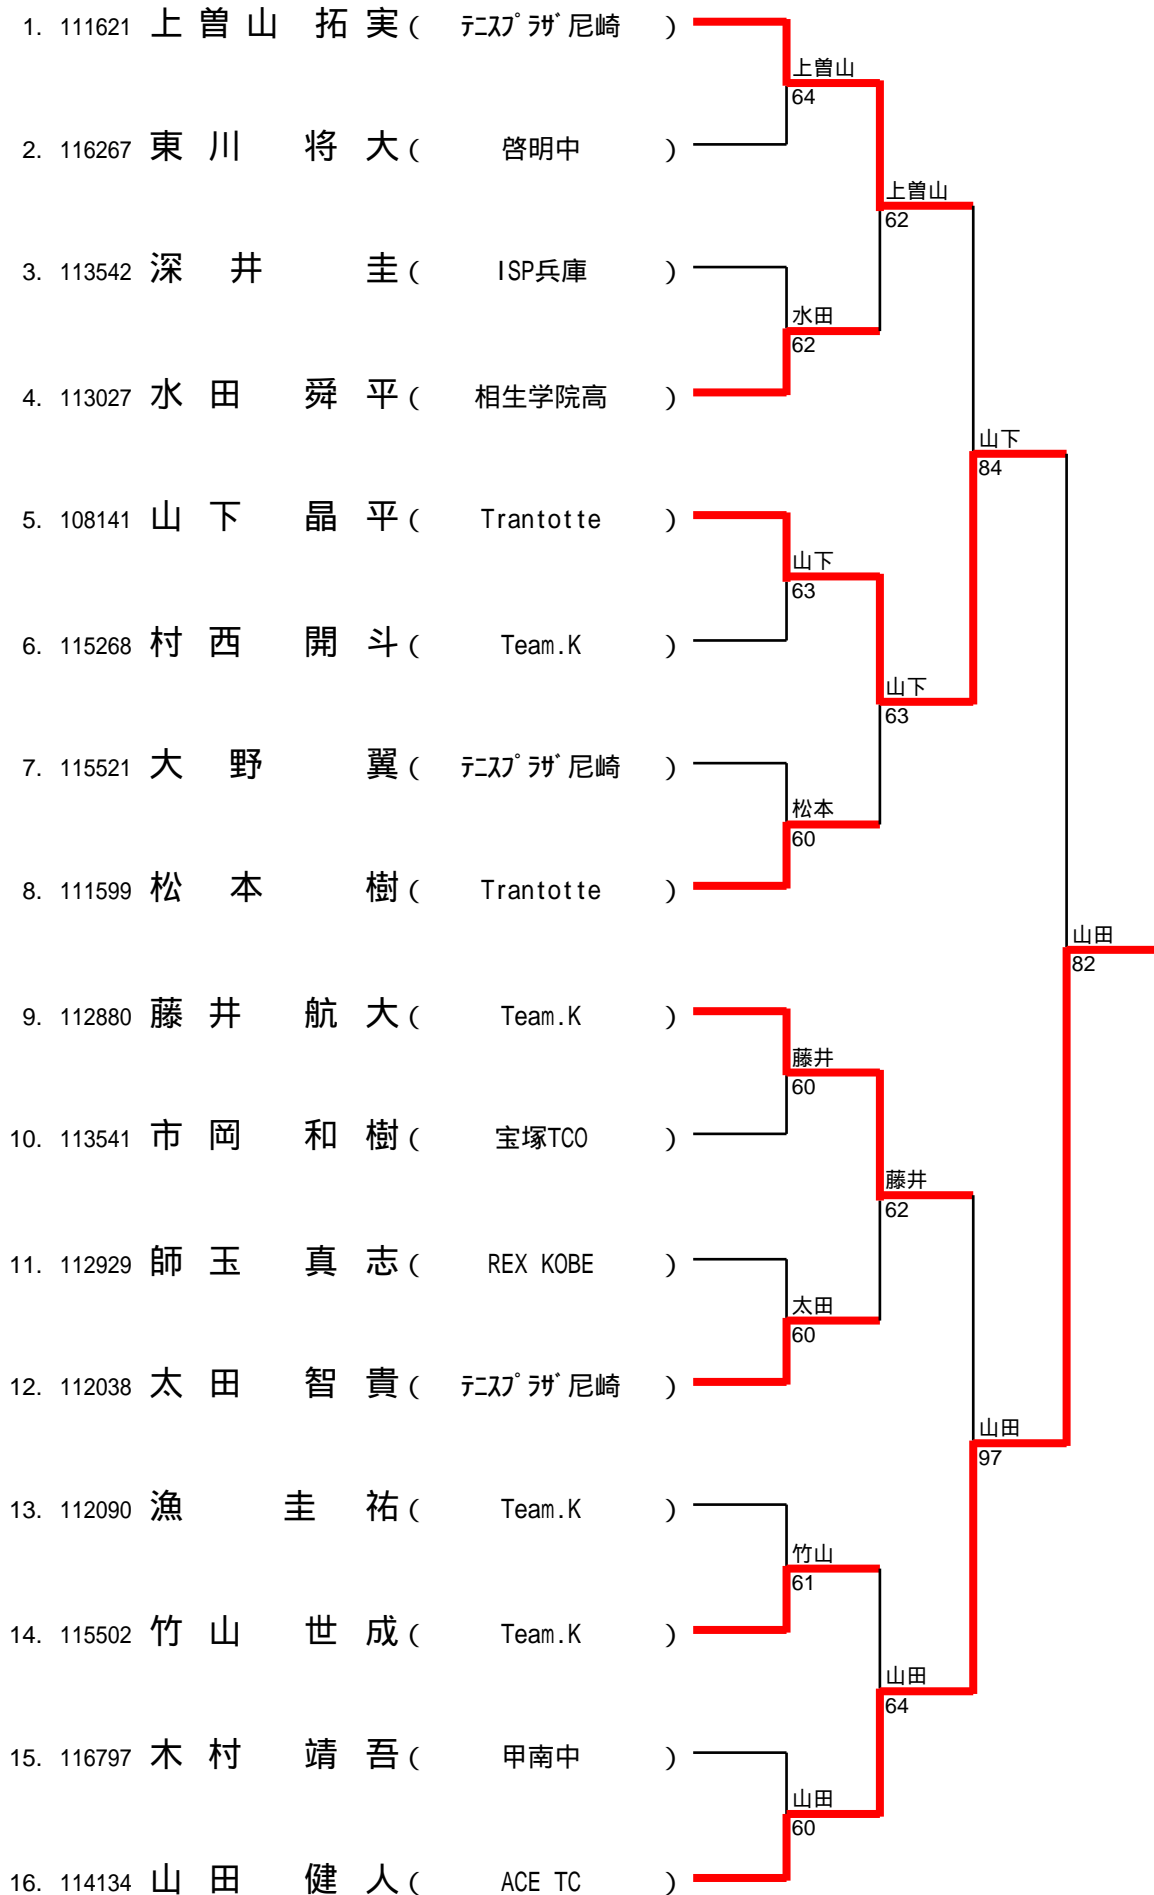 1. 111621 上曽山 拓実 ( テニスプラザ尼崎 )
上曽山
64
2. 116267 東川 将大 ( 啓明中 )
上曽山
62
3. 113542 深井 圭 ( ISP兵庫 )
水田
62
4. 113027 水田 舜平 ( 相生学院高 )
山下
84
5. 108141 山下 晶平 ( Trantotte )
山下
63
6. 115268 村西 開斗 ( Team.K )
山下
63
7. 115521 大野 翼 ( テニスプラザ尼崎 )
松本
60
8. 111599 松本 樹 ( Trantotte )
山田
82
9. 112880 藤井 航大 ( Team.K )
藤井
60
10. 113541 市岡 和樹 ( 宝塚TCO )
藤井
62
11. 112929 師玉 真志 ( REX KOBE )
太田
60
12. 112038 太田 智貴 ( テニスプラザ尼崎 )
山田
97
13. 112090 漁 圭祐 ( Team.K )
竹山
61
14. 115502 竹山 世成 ( Team.K )
山田
64
15. 116797 木村 靖吾 ( 甲南中 )
山田
60
16. 114134 山田 健人 ( ACE TC )